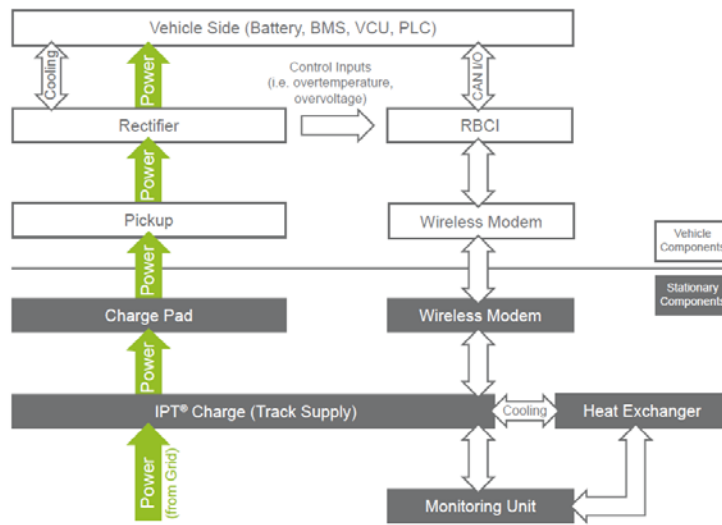 Vehicle Side (Battery, BMS, VCU, PLC)
Cooling
Power
Control Inputs
(i.e. overtemperature,
overvoltage)
CAN I/O
Rectifier
RBCI
Power
Pickup
Wireless Modem
Vehicle
Components
Power
Stationary
Components
Charge Pad
Wireless Modem
Power
IPT® Charge (Track Supply)
Cooling
Heat Exchanger
Power
(from Grid)
Monitoring Unit